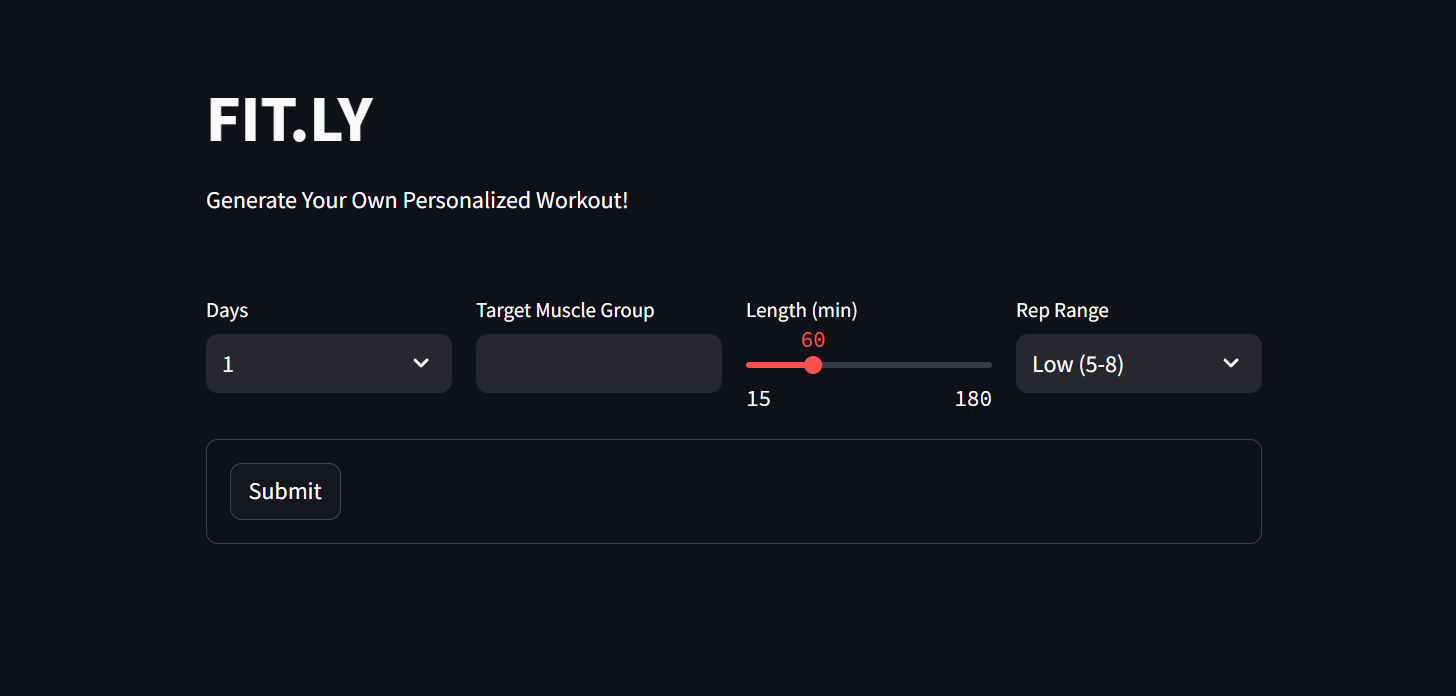 FIT.LY
Generate Your Own Personalized Workout!
Days
Target Muscle Group
Length (min)
Rep Range
1
60
Low (5-8)
15
180
Submit